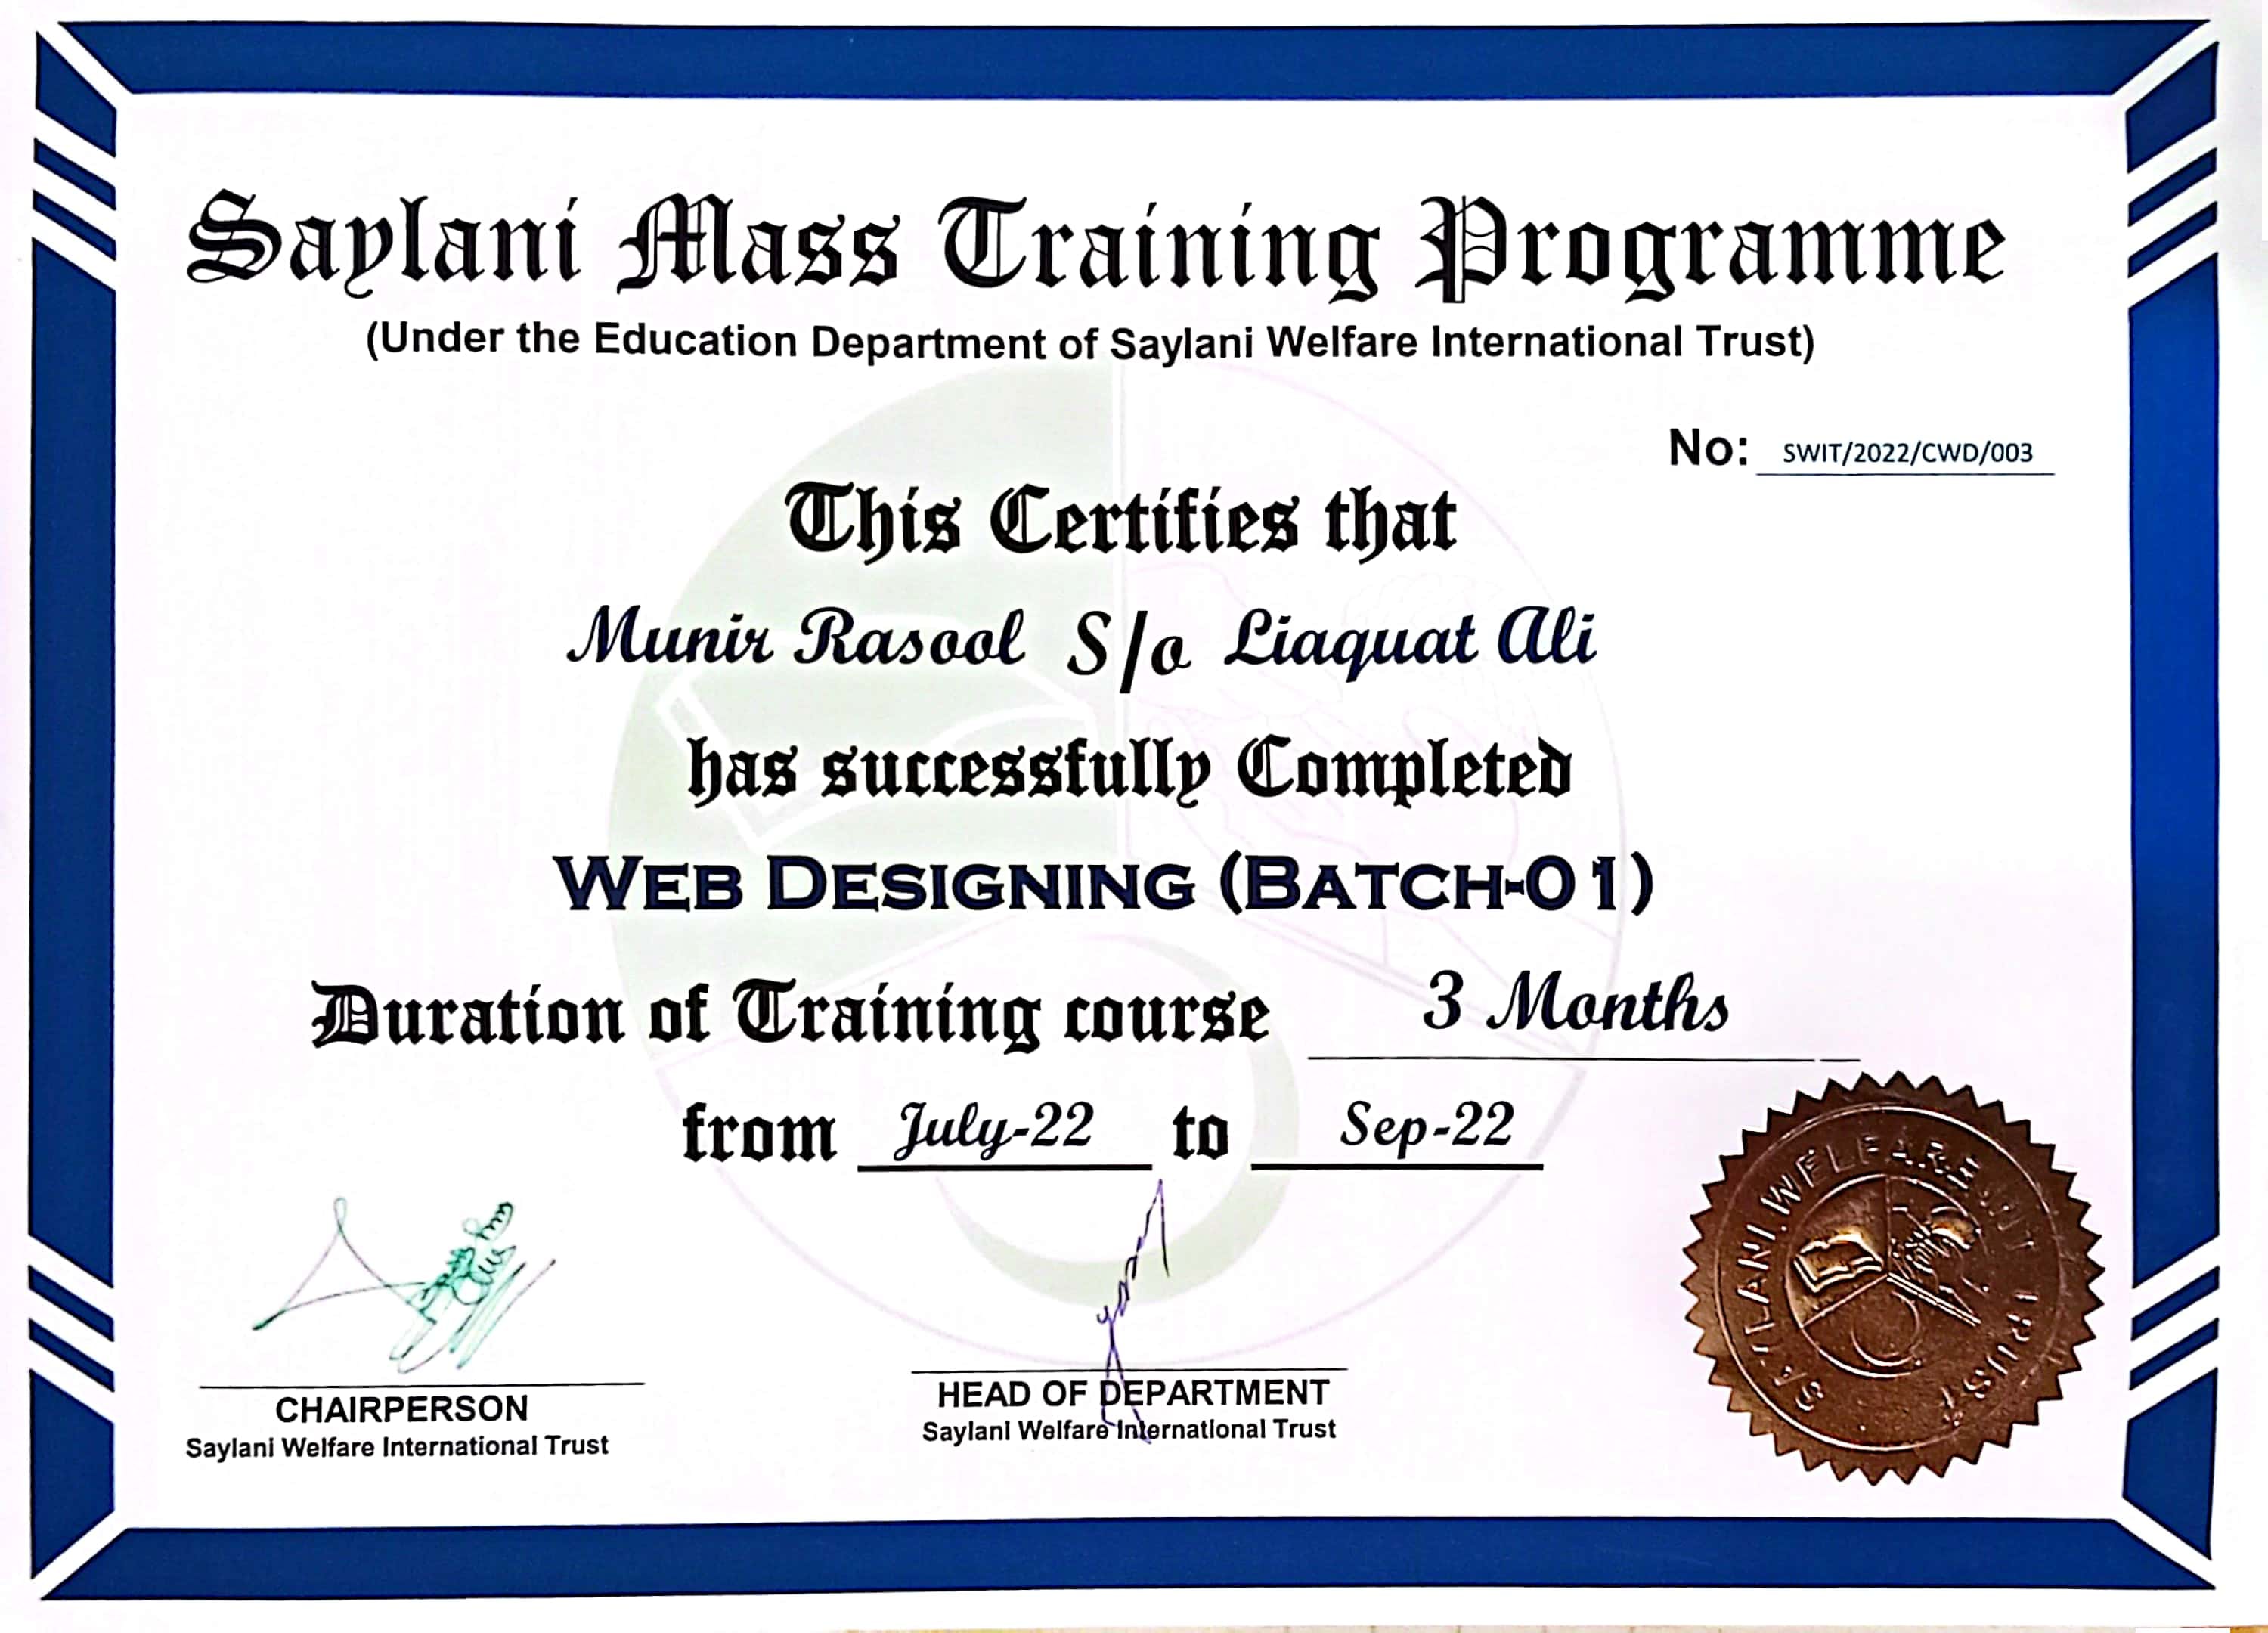 Saylani Mass Training Programme
(Under the Education Department of Saylani Welfare International Trust)
No: SWIT/2022/CWD/003
This Certifies that
Munir Rasool S/o Liaquat Ali
has successfully Completed
WEB DESIGNING (BATCH-01)
Duration of Training course 3 Months
from July-22 to Sep-22
CHAIRPERSON
Saylani Welfare International Trust
HEAD OF DEPARTMENT
Saylani Welfare International Trust
SAYLANI WELFARE INT TRUST